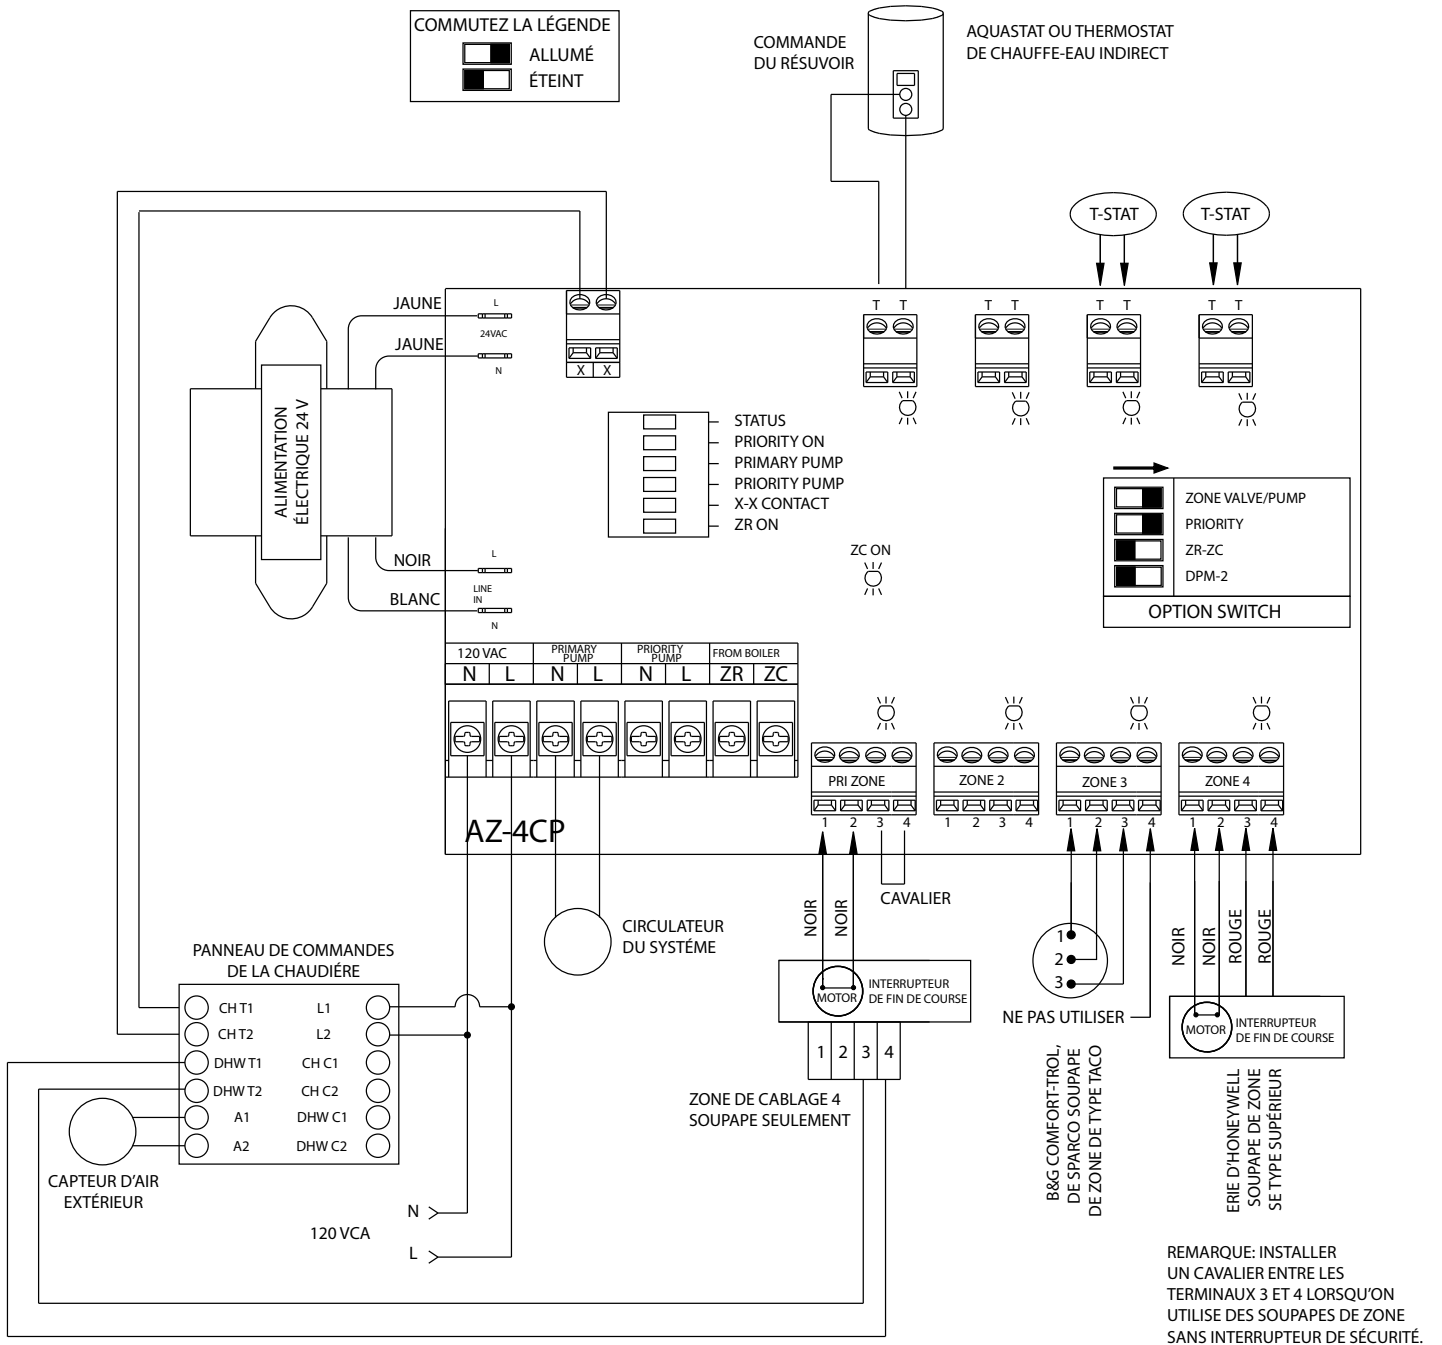 COMMUTEZ LA LÉGENDE
ALLUMÉ
ÉTEINT
COMMANDE
DU RÉSUVOIR
AQUASTAT OU THERMOSTAT
DE CHAUFFE-EAU INDIRECT
T-STAT
T-STAT
JAUNE
JAUNE
L
24VAC
N
X X
T T
T T
T T
T T
ALIMENTATION
ÉLECTRIQUE 24 V
STATUS
PRIORITY ON
PRIMARY PUMP
PRIORITY PUMP
X-X CONTACT
ZR ON
ZONE VALVE/PUMP
PRIORITY
ZR-ZC
DPM-2
OPTION SWITCH
ZC ON
NOIR
BLANC
L
LINE
IN
N
120 VAC
PRIMARY
PUMP
PRIORITY
PUMP
FROM BOILER
N L N L N L ZR ZC
PRI ZONE
1 2 3 4
ZONE 2
1 2 3 4
ZONE 3
1 2 3 4
ZONE 4
1 2 3 4
AZ-4CP
CAVALIER
NOIR
NOIR
CIRCULATEUR
DU SYSTÉME
MOTOR
INTERRUPTEUR
DE FIN DE COURSE
1 2 3 4
ZONE DE CABLAGE 4
SOUPAPE SEULEMENT
1
2
3
NE PAS UTILISER
B&G COMFORT-TROL,
DE SPARCO SOUPAPE
DE ZONE DE TYPE TACO
NOIR
NOIR
ROUGE
ROUGE
MOTOR
INTERRUPTEUR
DE FIN DE COURSE
ERIE D'HONEYWELL
SOUPAPE DE ZONE
SE TYPE SUPÉRIEUR
PANNEAU DE COMMANDES
DE LA CHAUDIÉRE
CH T1 L1
CH T2 L2
DHW T1 CH C1
DHW T2 CH C2
A1 DHW C1
A2 DHW C2
CAPTEUR D'AIR
EXTÉRIEUR
N
120 VCA
L
REMARQUE: INSTALLER
UN CAVALIER ENTRE LES
TERMINAUX 3 ET 4 LORSQU'ON
UTILISE DES SOUPAPES DE ZONE
SANS INTERRUPTEUR DE SÉCURITÉ.